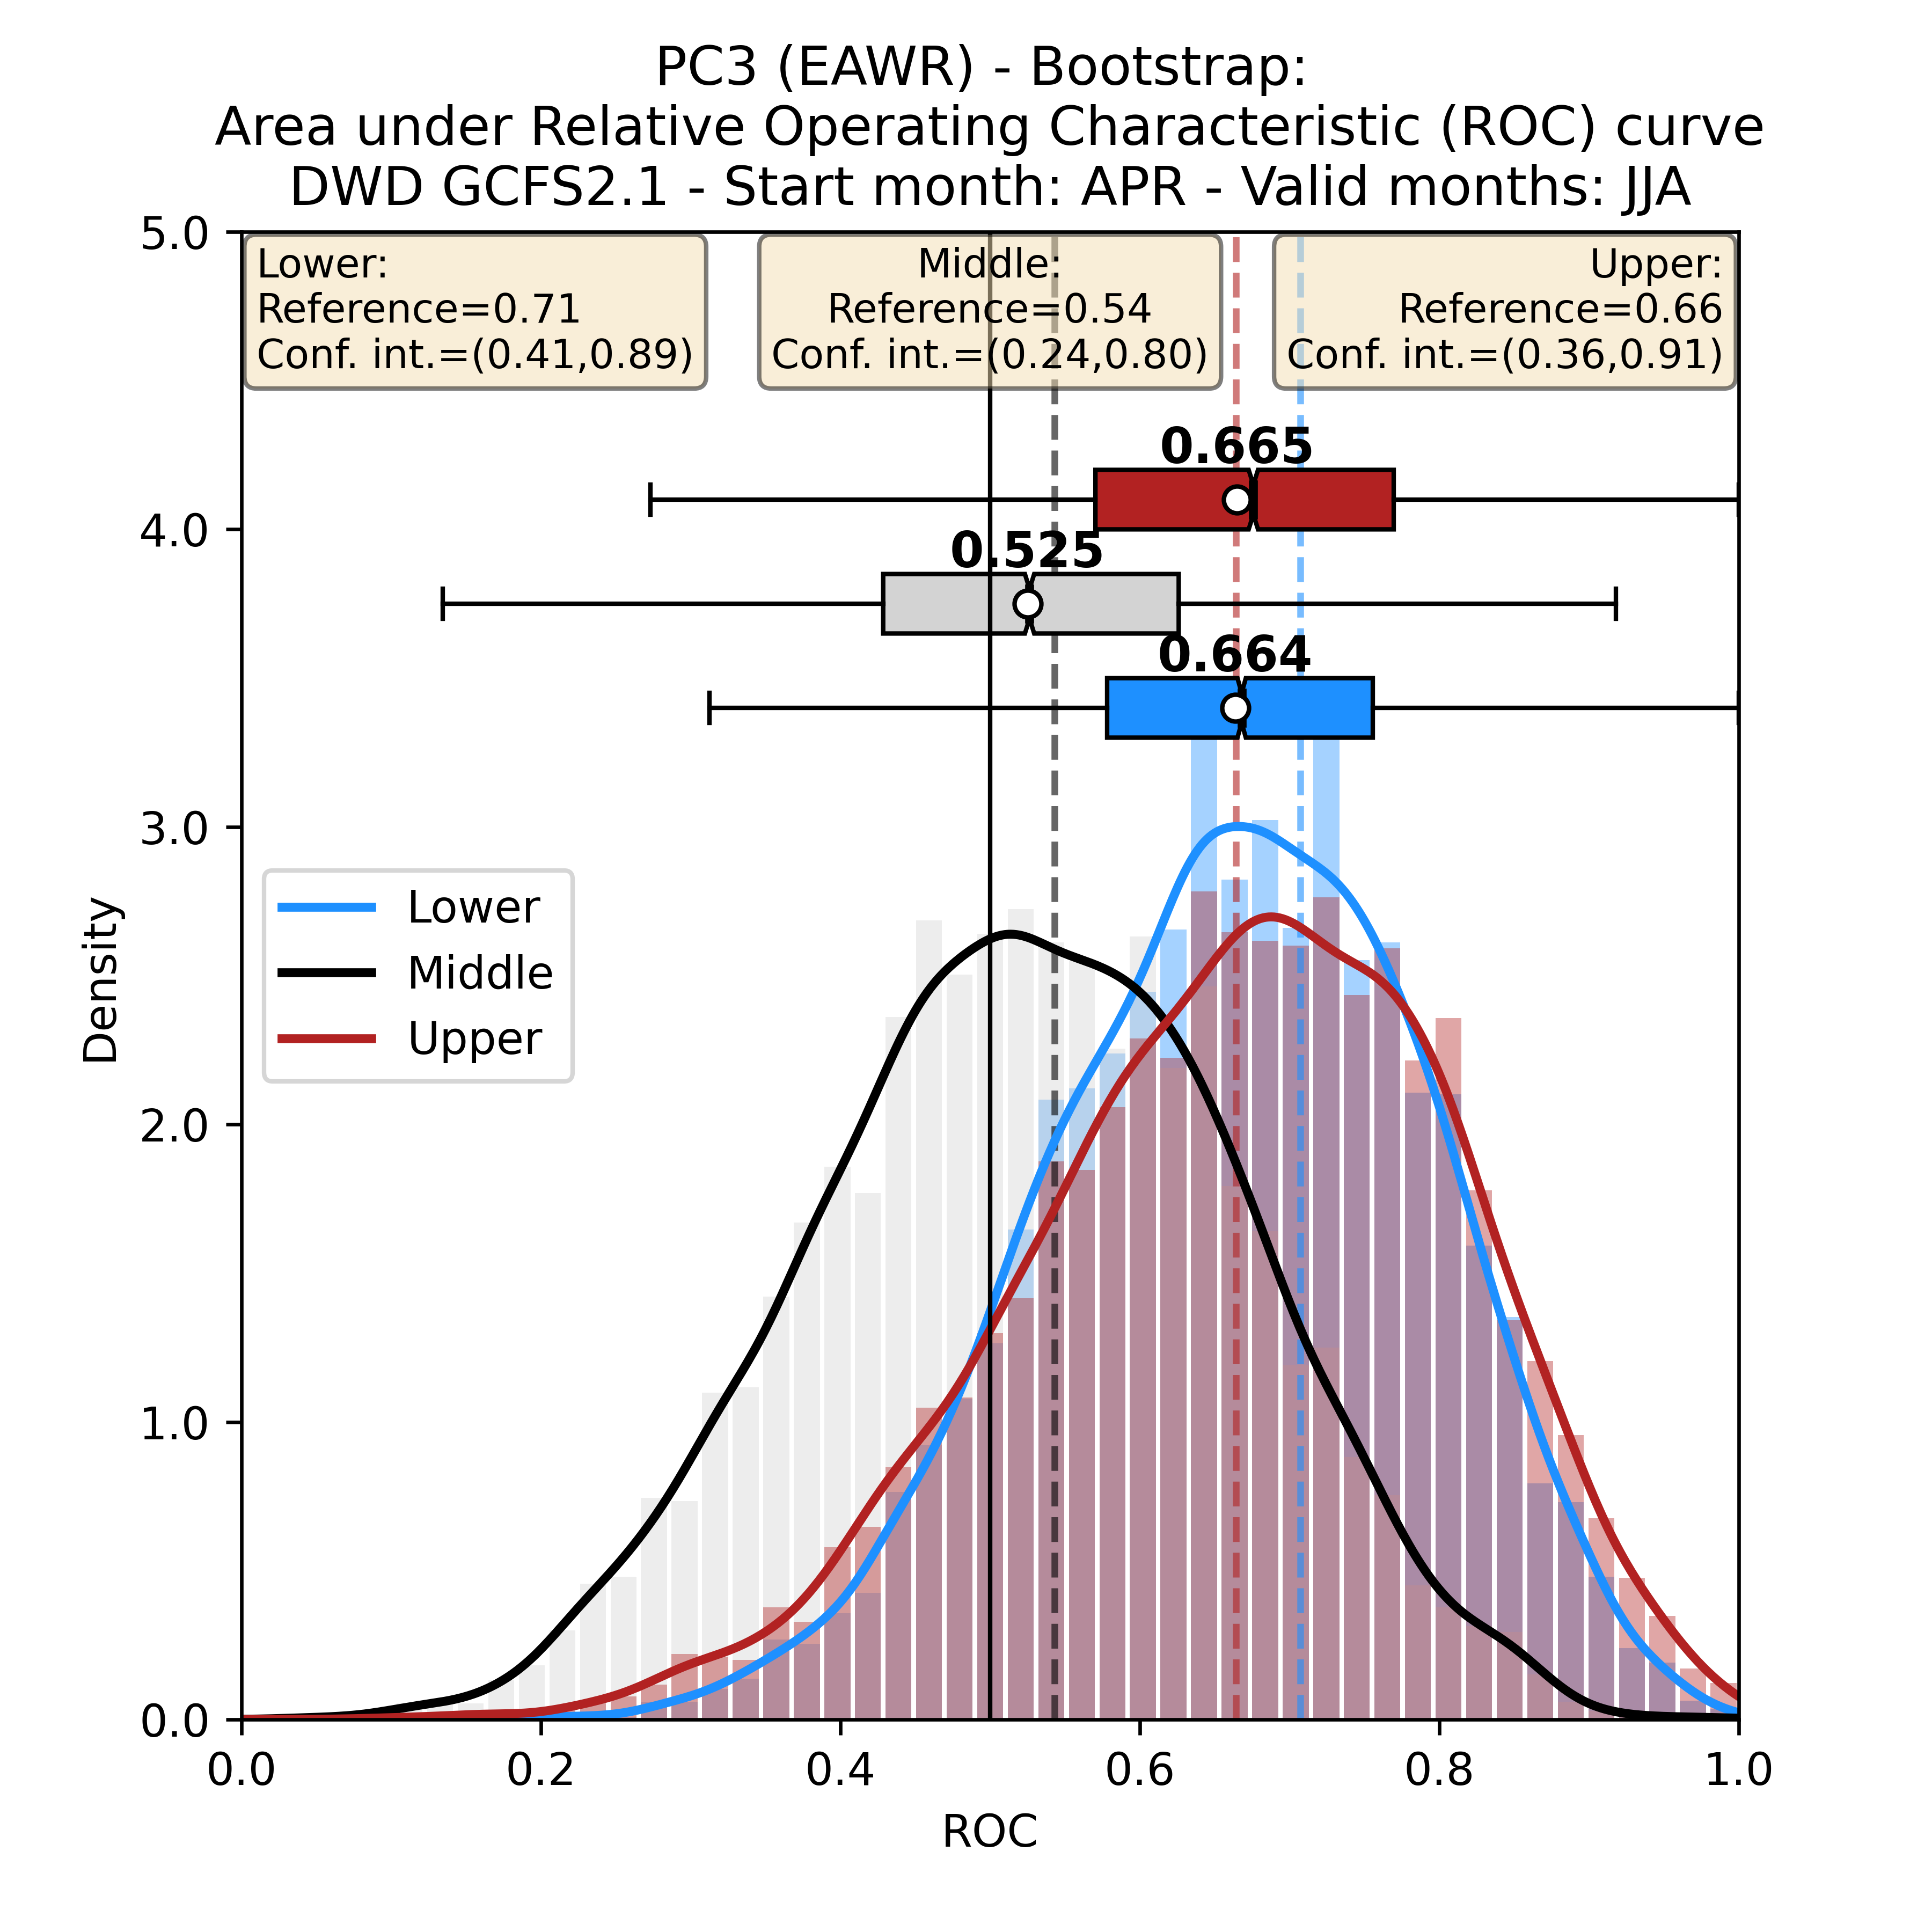 PC3 (EAWR) - Bootstrap:
Area under Relative Operating Characteristic (ROC) curve
DWD GCFS2.1 - Start month: APR - Valid months: JJA
Lower:
Reference=0.71
Conf. int.=(0.41,0.89)
Middle:
Reference=0.54
Conf. int.=(0.24,0.80)
Upper:
Reference=0.66
Conf. int.=(0.36,0.91)
0.665
0.525
0.664
Lower
Middle
Upper
Density
5.0
4.0
3.0
2.0
1.0
0.0
0.0
0.2
0.4
0.6
0.8
1.0
ROC